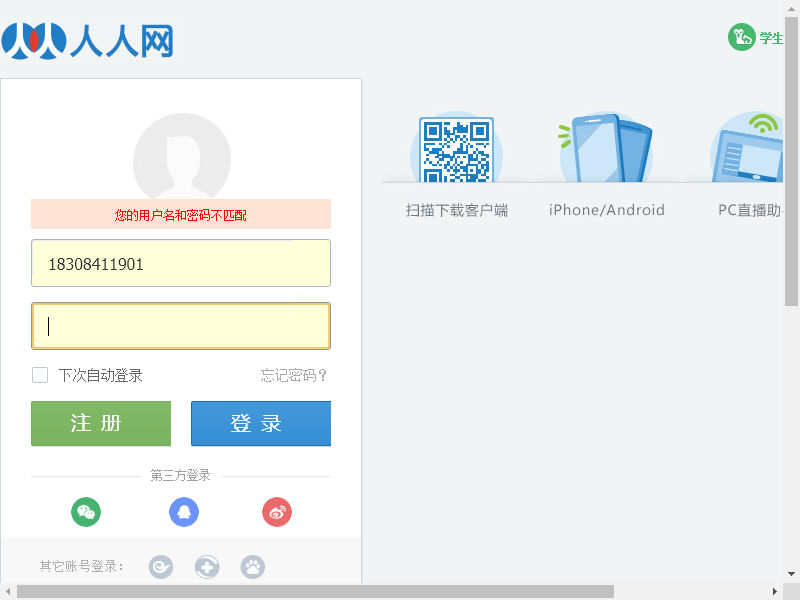 人人网
学生
您的用户名和密码不匹配
18308411901
下次自动登录
忘记密码？
注 册
登 录
第三方登录
其它账号登录：
扫描下载客户端
iPhone/Android
PC直播助